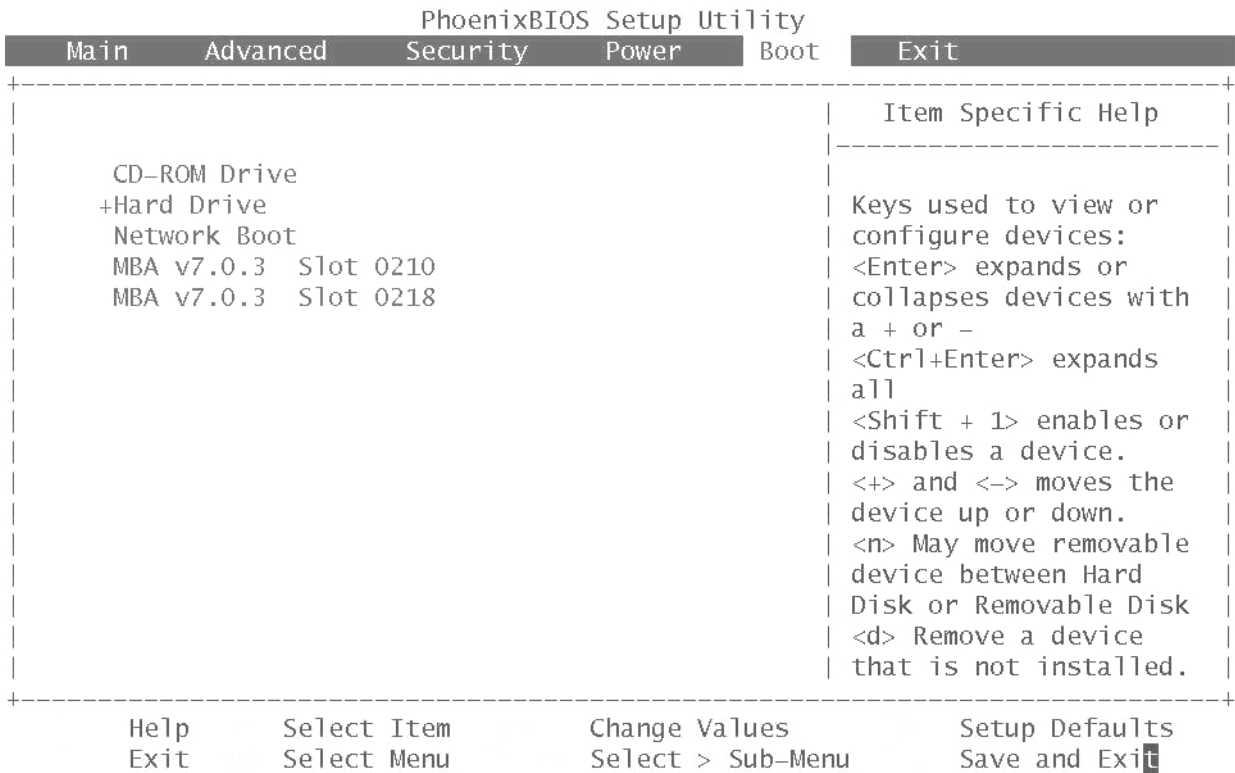 PhoenixBIOS Setup Utility
Main Advanced Security Power Boot Exit
Item Specific Help
CD-ROM Drive
+Hard Drive
Network Boot
MBA v7.0.3 Slot 0210
MBA v7.0.3 Slot 0218
Keys used to view or
configure devices:
<Enter> expands or
collapses devices with
a + or -
<Ctrl+Enter> expands
all
<Shift + 1> enables or
disables a device.
<+> and <-> moves the
device up or down.
<n> May move removable
device between Hard
Disk or Removable Disk
<d> Remove a device
that is not installed.
Help Select Item Change Values Setup Defaults
Exit Select Menu Select > Sub-Menu Save and Exit